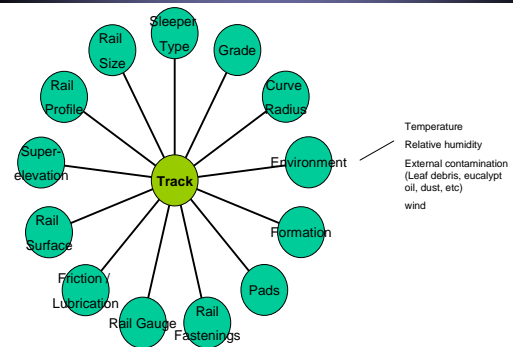 Sleeper
Type
Grade
Curve
Radius
Environment
Formation
Pads
Rail
Fastenings
Rail Gauge
Friction /
Lubrication
Rail
Surface
Super-
elevation
Rail
Profile
Rail
Size
Track
Temperature
Relative humidity
External contamination
(Leaf debris, eucalypt
oil, dust, etc)
wind